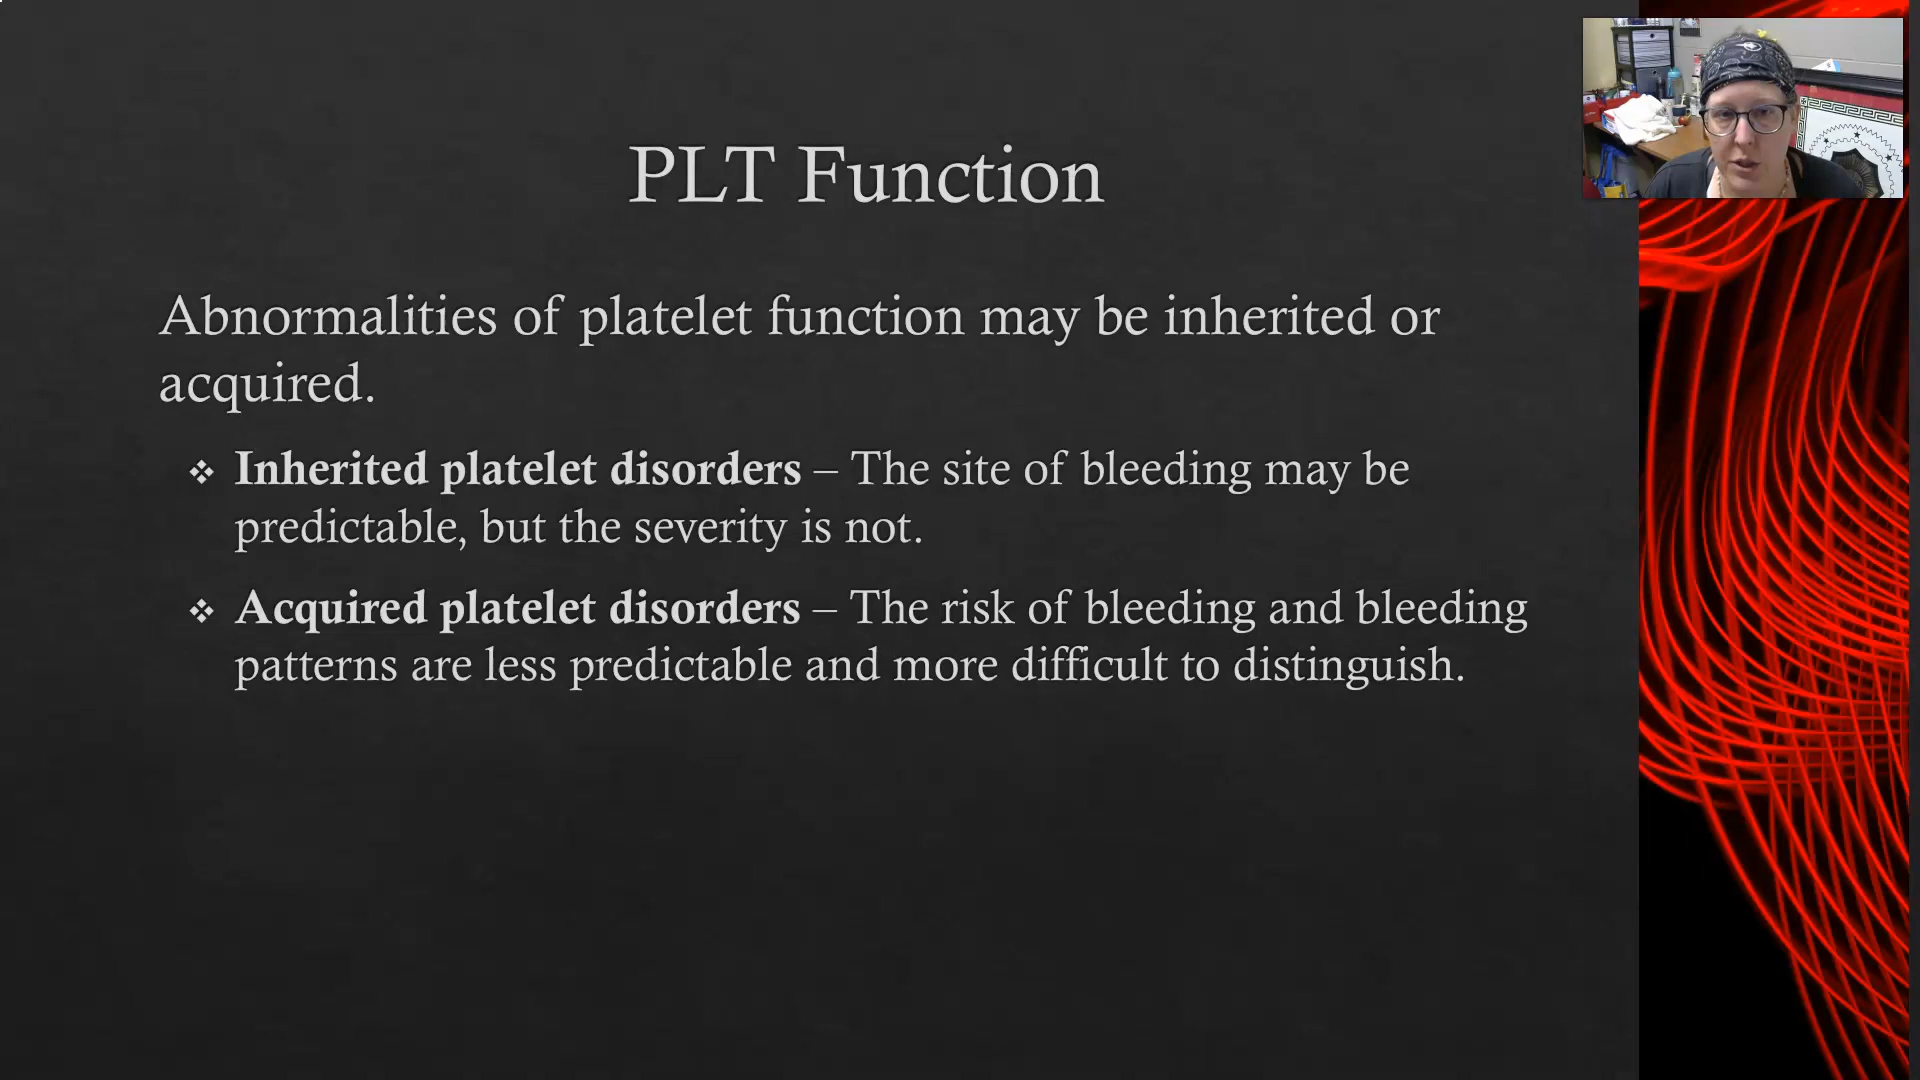 PLT Function
Abnormalities of platelet function may be inherited or
acquired.
❖ Inherited platelet disorders – The site of bleeding may be
predictable, but the severity is not.
❖ Acquired platelet disorders – The risk of bleeding and bleeding
patterns are less predictable and more difficult to distinguish.